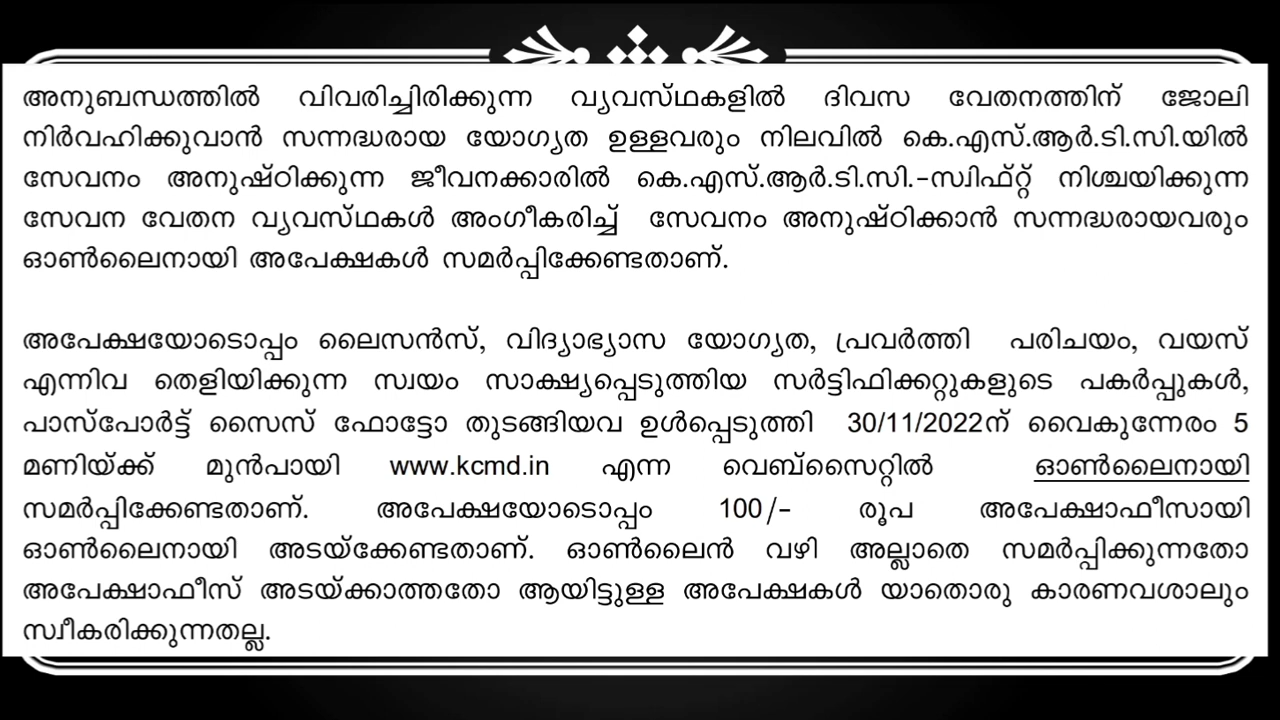 അനുബന്ധത്തിൽ വിവരിച്ചിരിക്കുന്ന വ്യവസ്ഥകളിൽ ദിവസ വേതനത്തിന് ജോലി
നിർവഹിക്കുവാൻ സന്നദ്ധരായ യോഗ്യത ഉള്ളവരും നിലവിൽ കെ.എസ്.ആർ.ടി.സി.യിൽ
സേവനം അനുഷ്ഠിക്കുന്ന ജീവനക്കാരിൽ കെ.എസ്.ആർ.ടി.സി.-സ്വിഫ്റ്റ് നിശ്ചയിക്കുന്ന
സേവന വേതന വ്യവസ്ഥകൾ അംഗീകരിച്ച് സേവനം അനുഷ്ഠിക്കാൻ സന്നദ്ധരായവരും
ഓൺലൈനായി അപേക്ഷകൾ സമർപ്പിക്കേണ്ടതാണ്.
അപേക്ഷയോടൊപ്പം ലൈസൻസ്, വിദ്യാഭ്യാസ യോഗ്യത, പ്രവർത്തി പരിചയം, വയസ്
എന്നിവ തെളിയിക്കുന്ന സ്വയം സാക്ഷ്യപ്പെടുത്തിയ സർട്ടിഫിക്കറ്റുകളുടെ പകർപ്പുകൾ,
പാസ്പോർട്ട് സൈസ് ഫോട്ടോ തുടങ്ങിയവ ഉൾപ്പെടുത്തി 30/11/2022ന് വൈകുന്നേരം 5
മണിയ്ക്ക് മുൻപായി www.kcmd.in എന്ന വെബ്സൈറ്റിൽ ഓൺലൈനായി
സമർപ്പിക്കേണ്ടതാണ്. അപേക്ഷയോടൊപ്പം 100/- രൂപ അപേക്ഷാഫീസായി
ഓൺലൈനായി അടയ്ക്കേണ്ടതാണ്. ഓൺലൈൻ വഴി അല്ലാതെ സമർപ്പിക്കുന്നതോ
അപേക്ഷാഫീസ് അടയ്ക്കാത്തതോ ആയിട്ടുള്ള അപേക്ഷകൾ യാതൊരു കാരണവശാലും
സ്വീകരിക്കുന്നതല്ല.